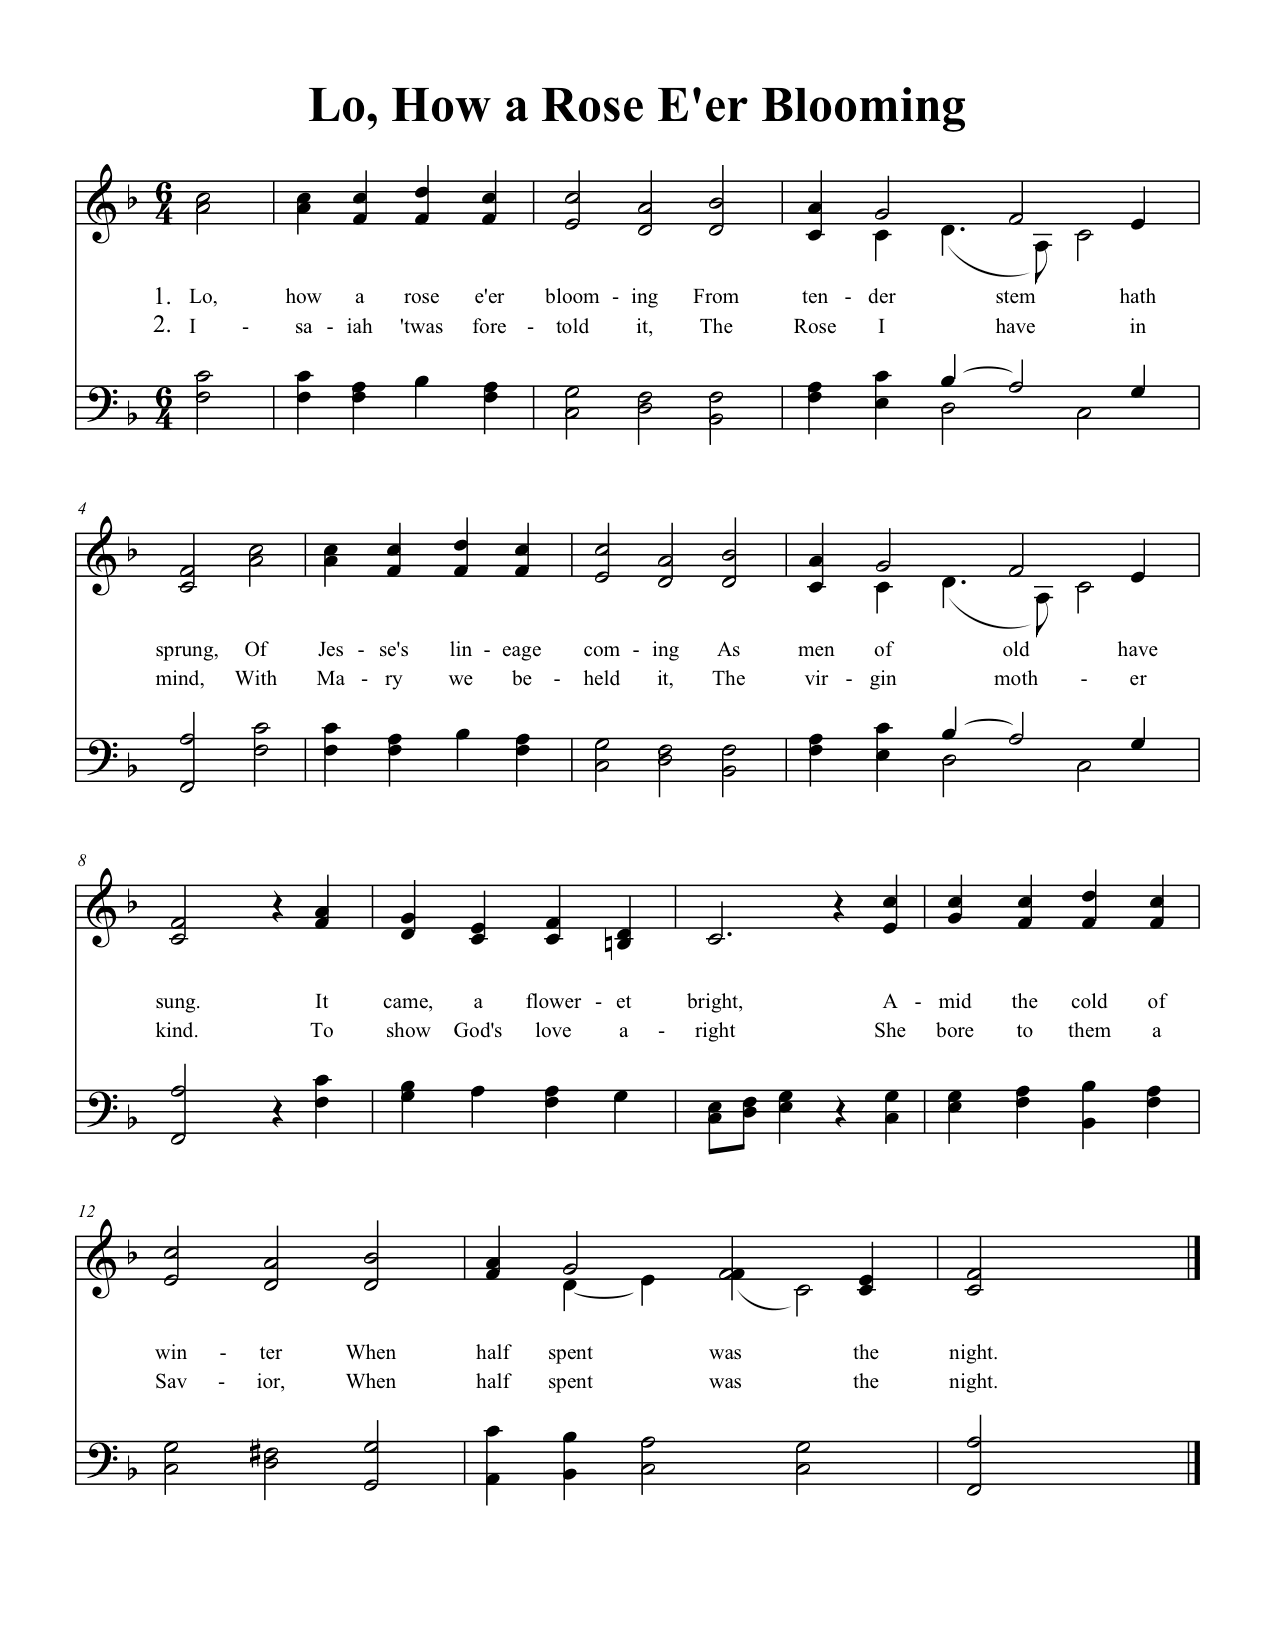 Lo, How a Rose E'er Blooming
6
4
1. Lo, how a rose e'er bloom - ing From ten - der stem hath
2. I - sa - iah 'twas fore - told it, The Rose I have in
6
4
4
sprung, Of Jes - se's lin - eage com - ing As men of old have
mind, With Ma - ry we be - held it, The vir - gin moth - er
8
sung. It came, a flower - et bright, A - mid the cold of
kind. To show God's love a - right She bore to them a
12
win - ter When half spent was the night.
Sav - ior, When half spent was the night.